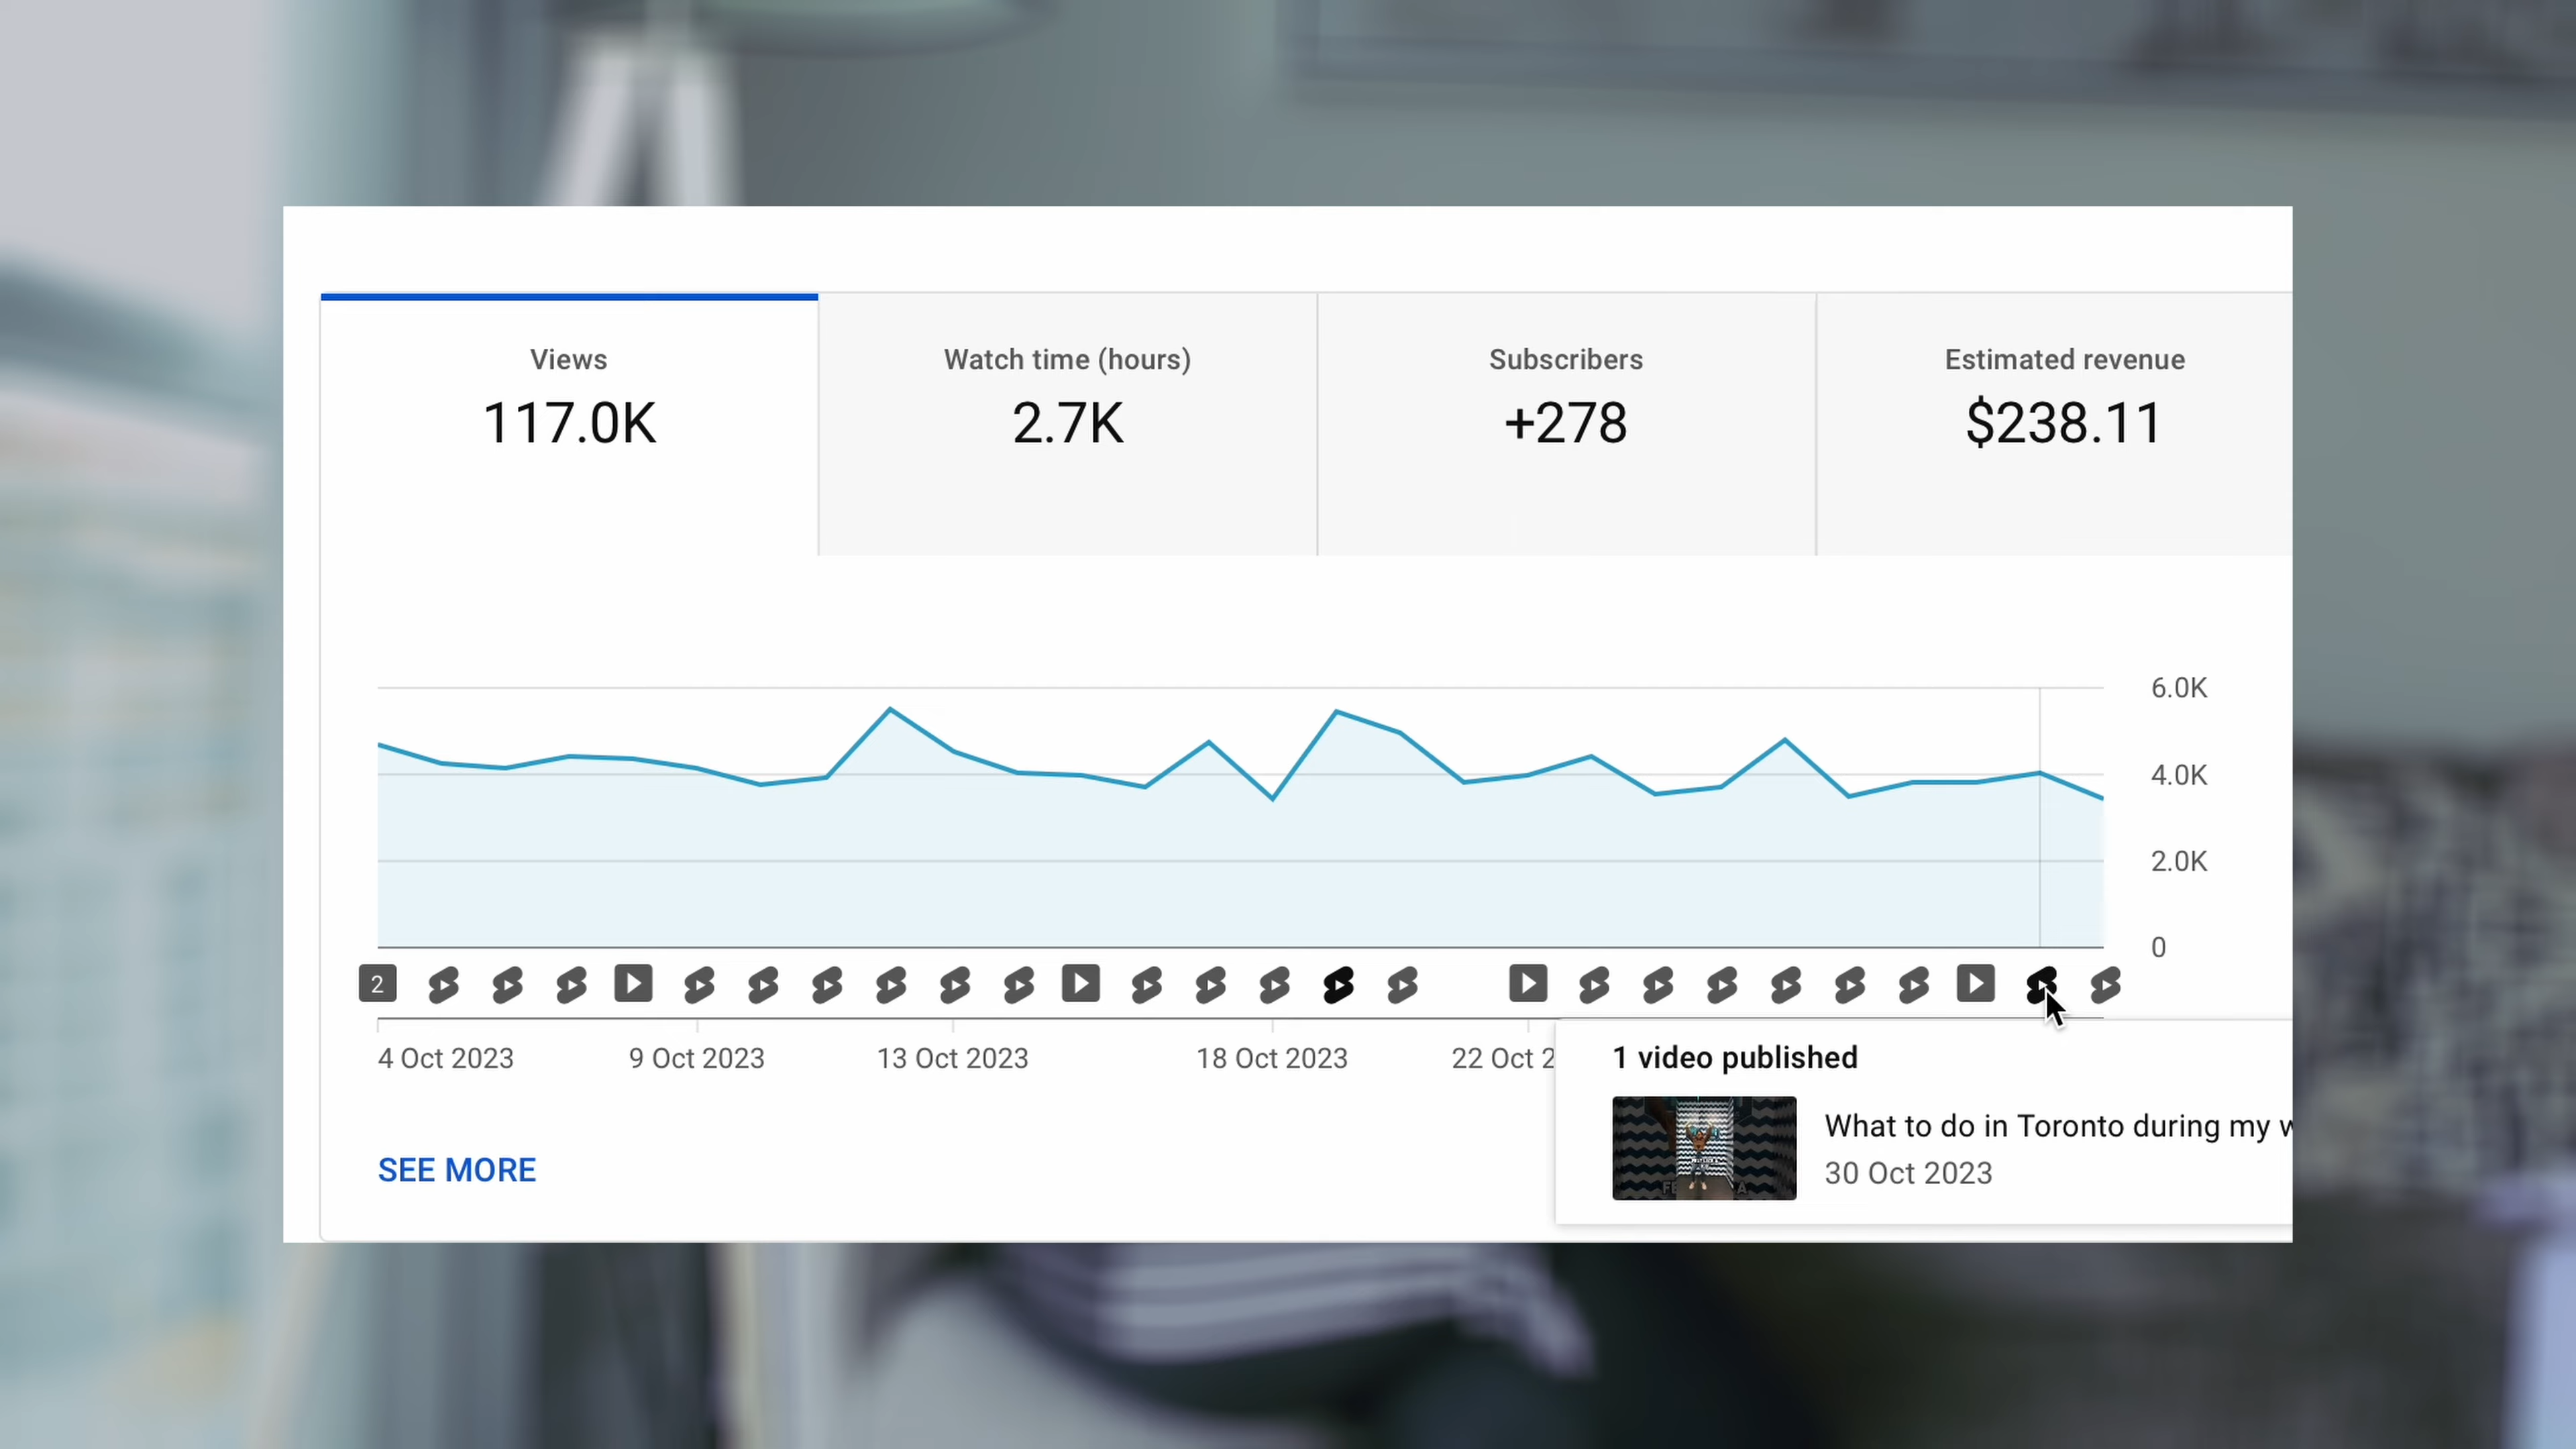 Views
117.0K
Watch time (hours)
2.7K
Subscribers
+278
Estimated revenue
$238.11
6.0K
4.0K
2.0K
0
2
4 Oct 2023
9 Oct 2023
13 Oct 2023
18 Oct 2023
22 Oct 2
1 video published
What to do in Toronto during my w
30 Oct 2023
SEE MORE